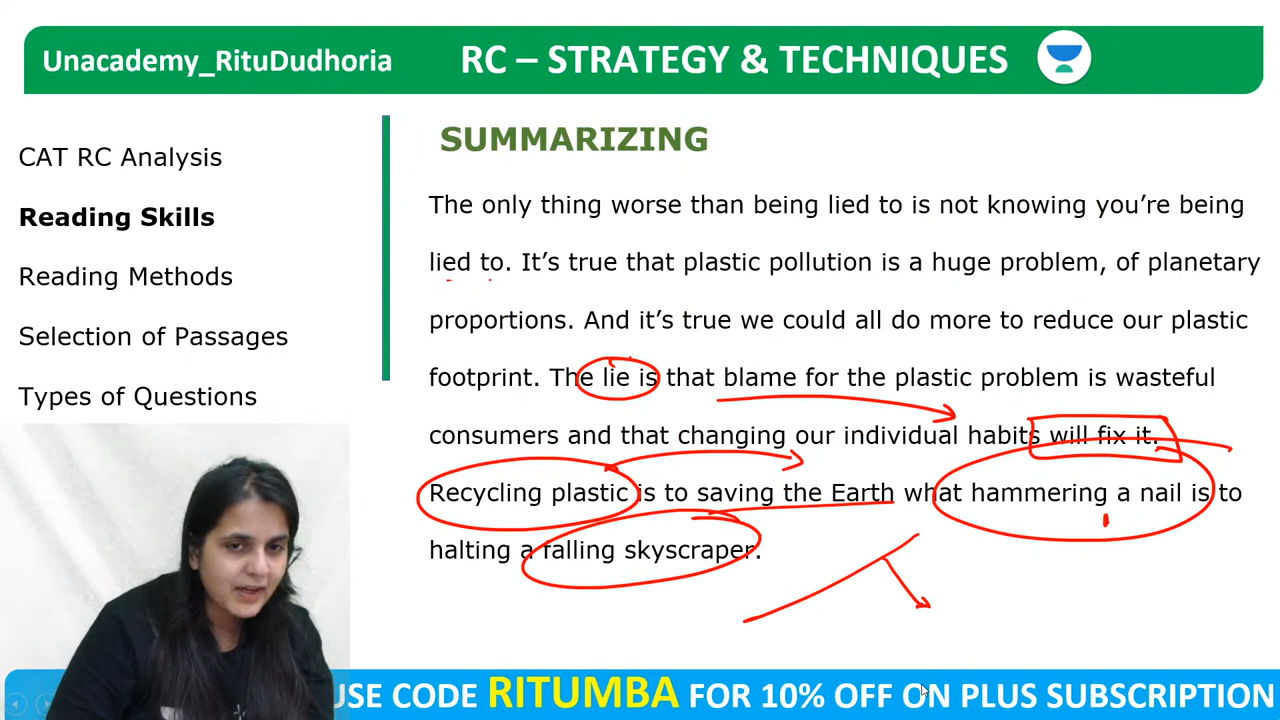 Unacademy_RituDudhoria
RC – STRATEGY & TECHNIQUES
CAT RC Analysis
Reading Skills
Reading Methods
Selection of Passages
Types of Questions
SUMMARIZING
The only thing worse than being lied to is not knowing you’re being
lied to. It’s true that plastic pollution is a huge problem, of planetary
proportions. And it’s true we could all do more to reduce our plastic
footprint. The lie is that blame for the plastic problem is wasteful
consumers and that changing our individual habits will fix it.
Recycling plastic is to saving the Earth what hammering a nail is to
halting a falling skyscraper.
USE CODE RITUMBA FOR 10% OFF ON PLUS SUBSCRIPTION